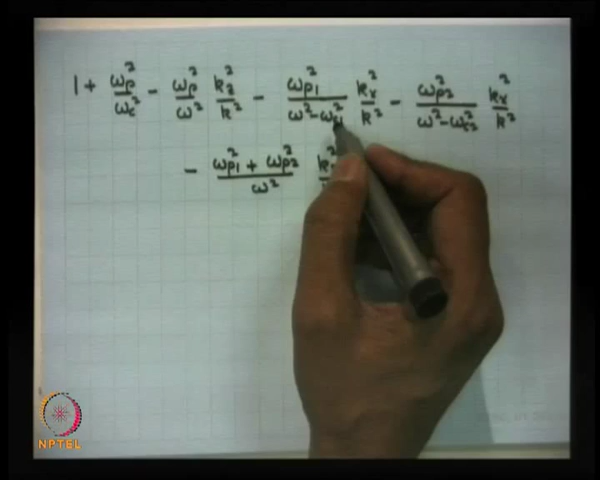 1 + ωp²/ωc² - ωp²/ω² kz²/k² - ωp1²/(ω²-ωc1²) kx²/k² - ωp2²/(ω²-ωc2²) kx²/k²
- (ωp1² + ωp2²)/ω²
NPTEL